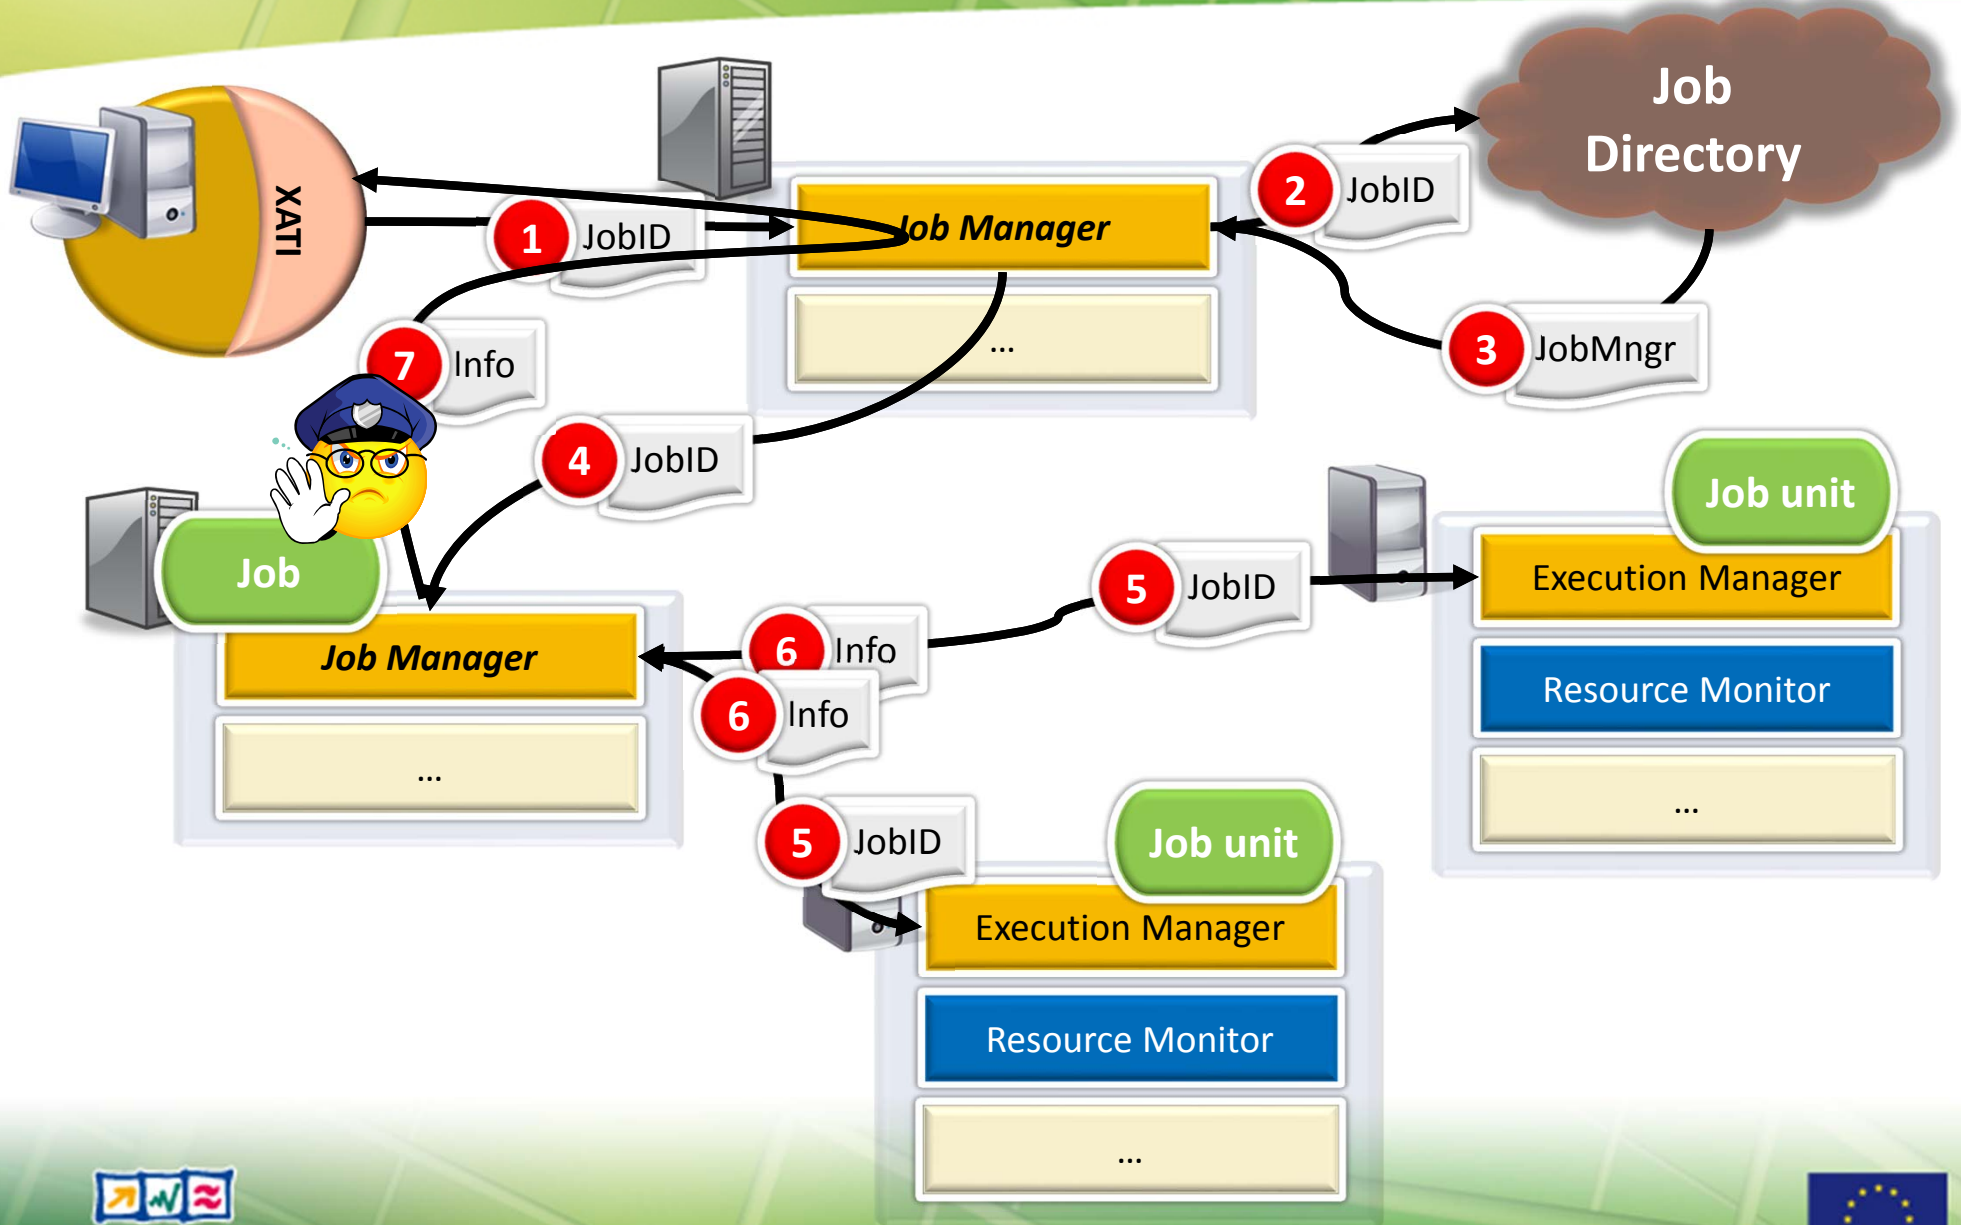 Job
Directory
XATI
1
JobID
Job Manager
2
JobID
...
3
JobMngr
7
Info
4
JobID
Job unit
Job
5
JobID
Execution Manager
Job Manager
6
Info
Resource Monitor
6
Info
...
...
5
JobID
Job unit
Execution Manager
Resource Monitor
...